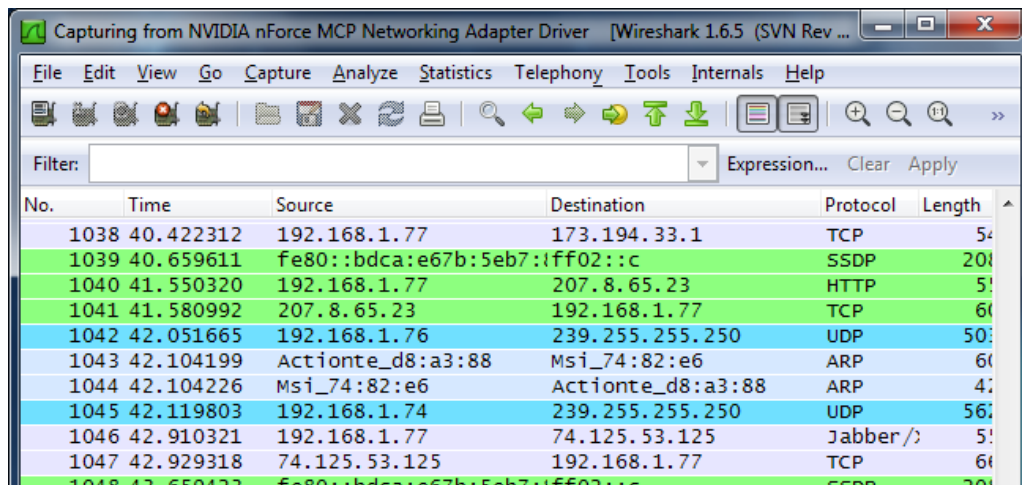 Capturing from NVIDIA nForce MCP Networking Adapter Driver [Wireshark 1.6.5 (SVN Rev ...
File Edit View Go Capture Analyze Statistics Telephony Tools Internals Help
Filter: Expression... Clear Apply
No. Time Source Destination Protocol Length
1038 40.422312 192.168.1.77 173.194.33.1 TCP
1039 40.659611 fe80::bdca:e67b:5eb7: ff02::c SSDP 208
1040 41.550320 192.168.1.77 207.8.65.23 HTTP
1041 41.580992 207.8.65.23 192.168.1.77 TCP
1042 42.051665 192.168.1.76 239.255.255.250 UDP 503
1043 42.104199 Actionte_d8:a3:88 Msi_74:82:e6 ARP
1044 42.104226 Msi_74:82:e6 Actionte_d8:a3:88 ARP
1045 42.119803 192.168.1.74 239.255.255.250 UDP 562
1046 42.910321 192.168.1.77 74.125.53.125 Jabber/
1047 42.929318 74.125.53.125 192.168.1.77 TCP